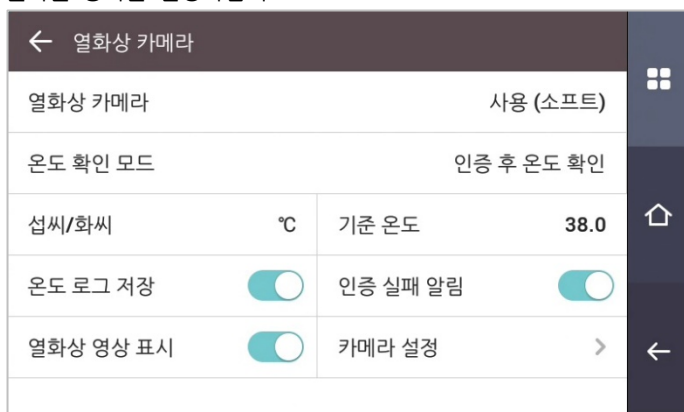 열화상 카메라
열화상 카메라 사용 (소프트)
온도 확인 모드 인증 후 온도 확인
섭씨/화씨 ℃ 기준 온도 38.0
온도 로그 저장 인증 실패 알림
열화상 영상 표시 카메라 설정